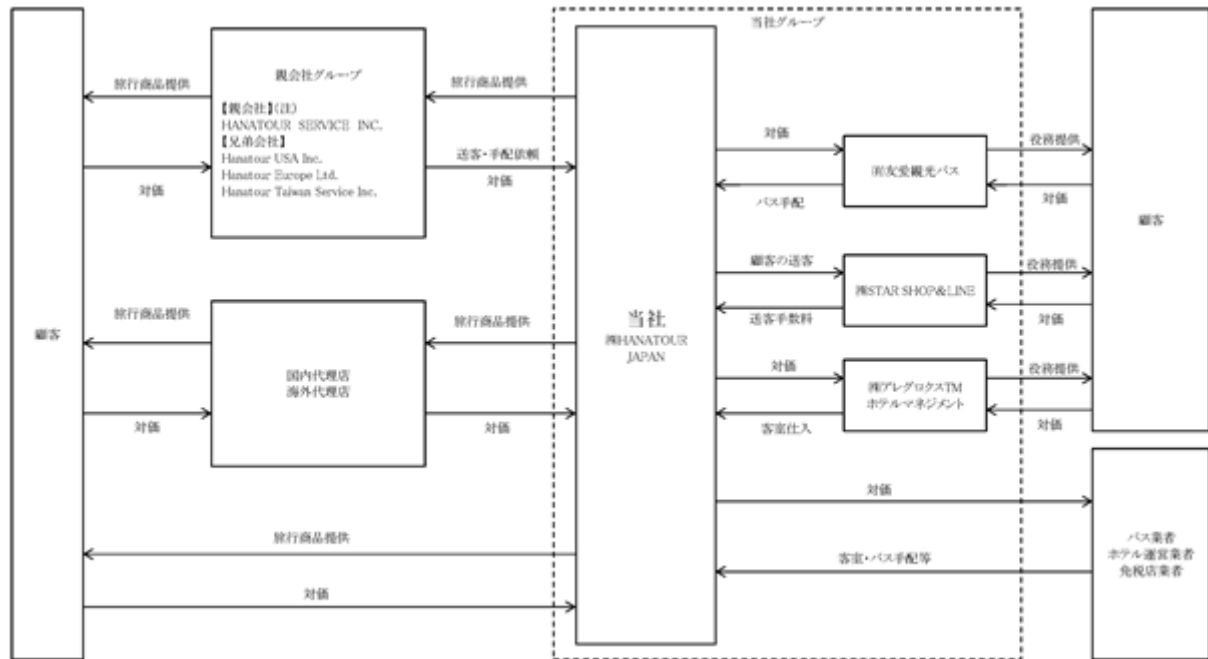 当社グループ
顧客
旅行商品提供
対価
親会社グループ
【親会社】(注)
HANATOUR SERVICE INC.
【兄弟会社】
Hanatour USA Inc.
Hanatour Europe Ltd.
Hanatour Taiwan Service Inc.
旅行商品提供
送客・手配依頼
対価
旅行商品提供
対価
国内代理店
海外代理店
旅行商品提供
対価
旅行商品提供
対価
当社
㈱HANATOUR
JAPAN
対価
バス手配
㈲友愛観光バス
役務提供
対価
顧客の送客
送客手数料
㈱STAR SHOP&LINE
役務提供
対価
対価
客室仕入
㈱アレグロクスTM
ホテルマネジメント
役務提供
対価
顧客
対価
客室・バス手配等
バス業者
ホテル運営業者
免税店業者